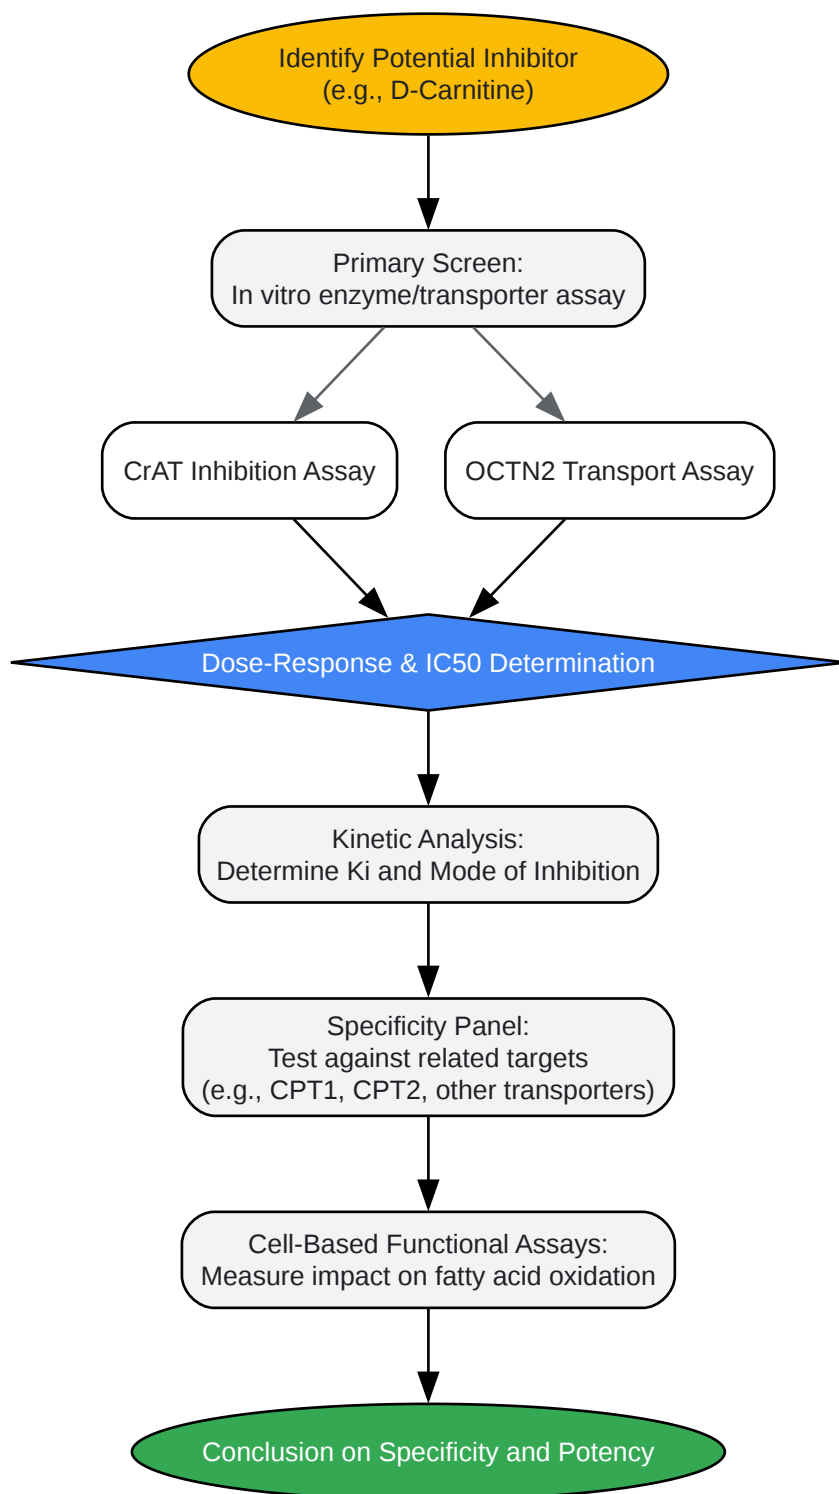 Identify Potential Inhibitor
(e.g., D-Carnitine)
Primary Screen:
In vitro enzyme/transporter assay
CrAT Inhibition Assay
OCTN2 Transport Assay
Dose-Response & IC50 Determination
Kinetic Analysis:
Determine Ki and Mode of Inhibition
Specificity Panel:
Test against related targets
(e.g., CPT1, CPT2, other transporters)
Cell-Based Functional Assays:
Measure impact on fatty acid oxidation
Conclusion on Specificity and Potency